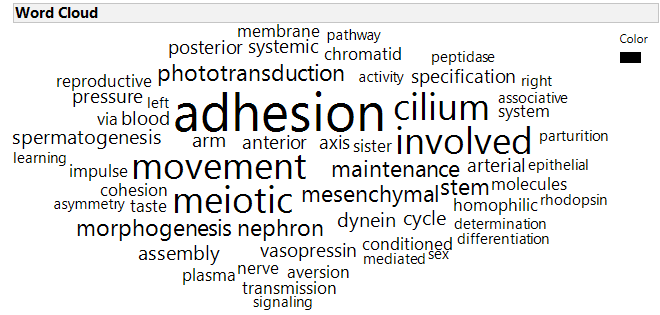 Word Cloud
Color
membrane
pathway
posterior
systemic
chromatid
peptidase
reproductive
phototransduction
activity
specification
right
pressure
left
adhesion
cilium
associative
system
via
blood
spermatogenesis
arm
anterior
axis
sister
involved
parturition
learning
impulse
movement
maintenance
arterial
epithelial
cohesion
meiotic
mesenchymal
stem
molecules
asymmetry
taste
homophilic
rhodopsin
morphogenesis
nephron
dynein
cycle
determination
differentiation
assembly
vasopressin
conditioned
mediated
sex
plasma
nerve
aversion
transmission
signaling